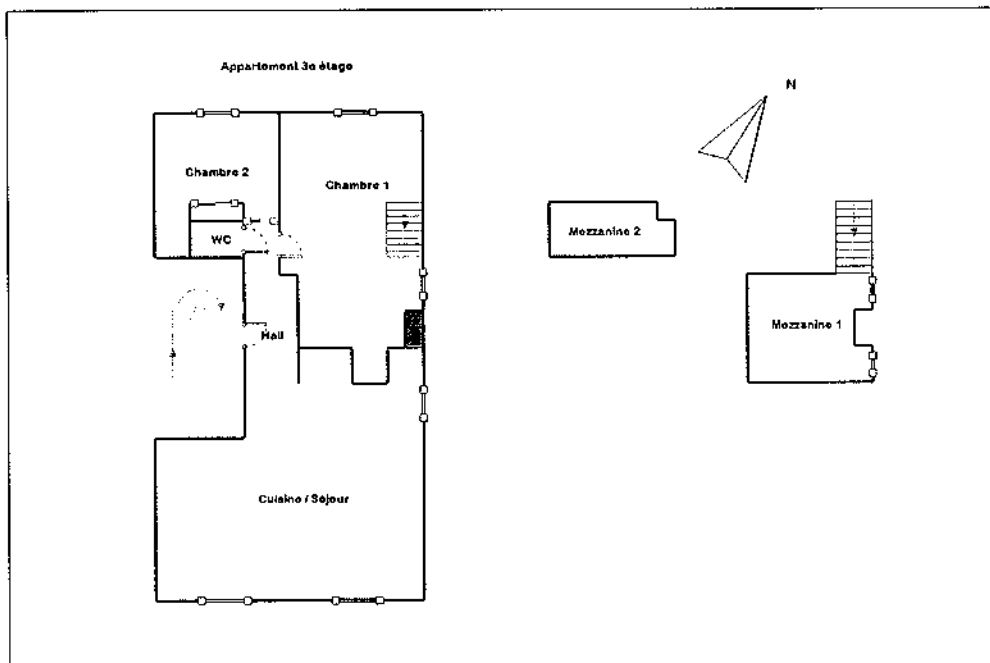 Appartement 3e étage
N
Chambre 2
Chambre 1
WC
Hall
Mezzanine 2
Mezzanine 1
Cuisine / Séjour